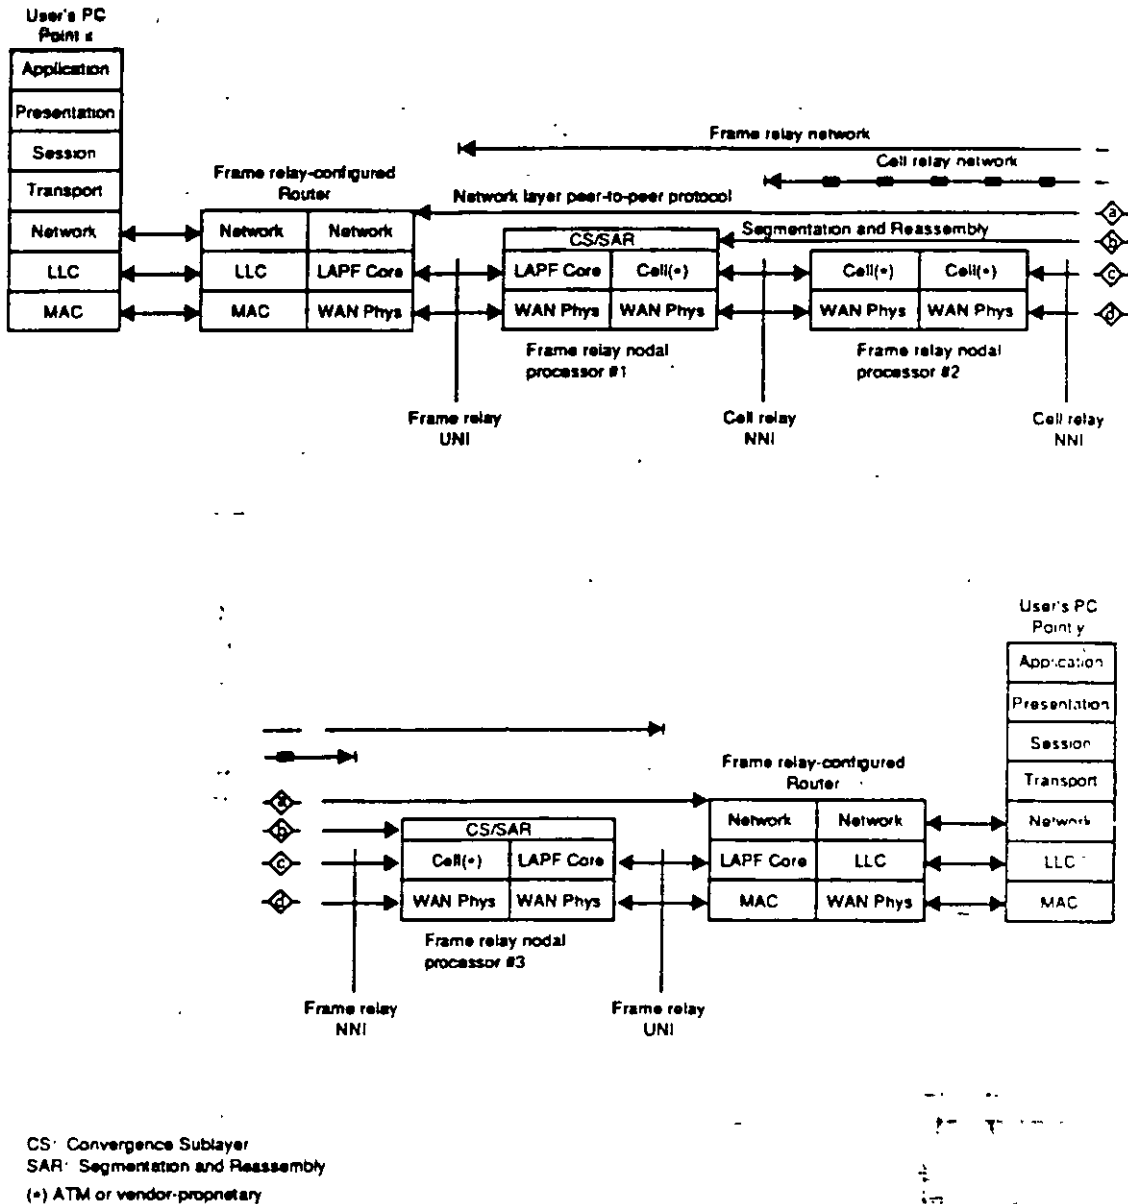 User's PC
Point x
Application
Presentation
Session
Transport
Network
LLC
MAC
Frame relay-configured
Router
Network Network
LLC LAPF Core
MAC WAN Phys
Frame relay network
Cell relay network
Network layer peer-to-peer protocol
Segmentation and Reassembly
CS/SAR
LAPF Core Cell(*)
WAN Phys WAN Phys
Frame relay nodal
processor #1
Cell(*) Cell(*)
WAN Phys WAN Phys
Frame relay nodal
processor #2
a
b
c
d
Frame relay
UNI
Cell relay
NNI
Cell relay
NNI
User's PC
Point y
Application
Presentation
Session
Transport
Network
LLC
MAC
Frame relay-configured
Router
Network Network
LAPF Core LLC
MAC WAN Phys
a
b
c
d
CS/SAR
Cell(*) LAPF Core
WAN Phys WAN Phys
Frame relay nodal
processor #3
Frame relay
NNI
Frame relay
UNI
CS: Convergence Sublayer
SAR: Segmentation and Reassembly
(*) ATM or vendor-proprietary